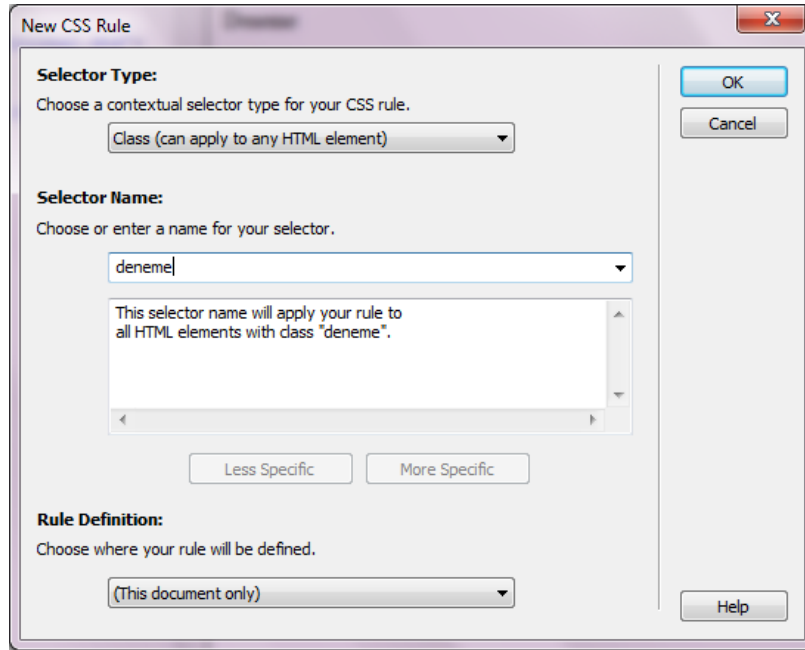 New CSS Rule
Selector Type:
Choose a contextual selector type for your CSS rule.
Class (can apply to any HTML element)
OK
Cancel
Selector Name:
Choose or enter a name for your selector.
deneme
This selector name will apply your rule to
all HTML elements with class "deneme".
Less Specific
More Specific
Rule Definition:
Choose where your rule will be defined.
(This document only)
Help